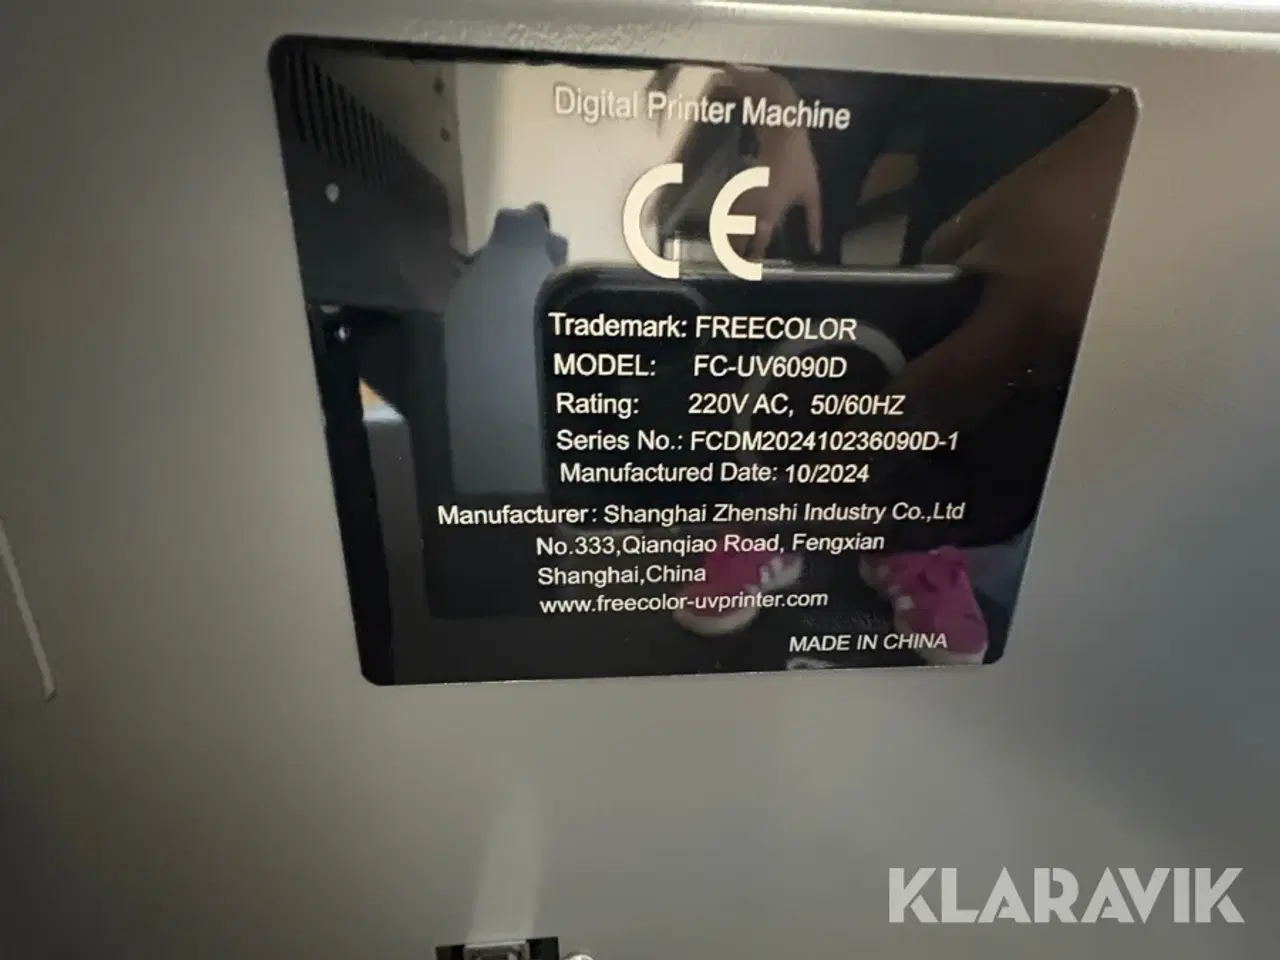 Digital Printer Machine
CE
Trademark: FREECOLOR
MODEL: FC-UV6090D
Rating: 220V AC, 50/60HZ
Series No.: FCDM202410236090D-1
Manufactured Date: 10/2024
Manufacturer: Shanghai Zhenshi Industry Co.,Ltd
No.333,Qianqiao Road, Fengxian
Shanghai,China
www.freecolor-uvprinter.com
MADE IN CHINA
KLARAVIK